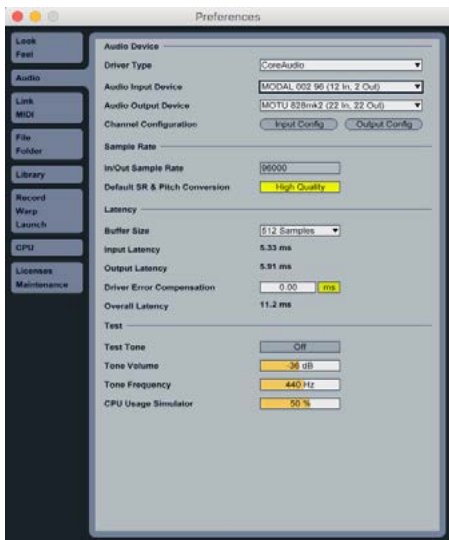 Preferences
Look
Feel
Audio
Link
MIDI
File
Folder
Library
Record
Warp
Launch
CPU
Licenses
Maintenance
Audio Device
Driver Type CoreAudio
Audio Input Device MODAL 002 96 (12 In, 2 Out)
Audio Output Device MOTU 828mk2 (22 In, 22 Out)
Channel Configuration Input Config Output Config
Sample Rate
In/Out Sample Rate 96000
Default SR & Pitch Conversion High Quality
Latency
Buffer Size 512 Samples
Input Latency 5.33 ms
Output Latency 5.91 ms
Driver Error Compensation 0.00 ms
Overall Latency 11.2 ms
Test
Test Tone Off
Tone Volume -36 dB
Tone Frequency 440 Hz
CPU Usage Simulator 50 %